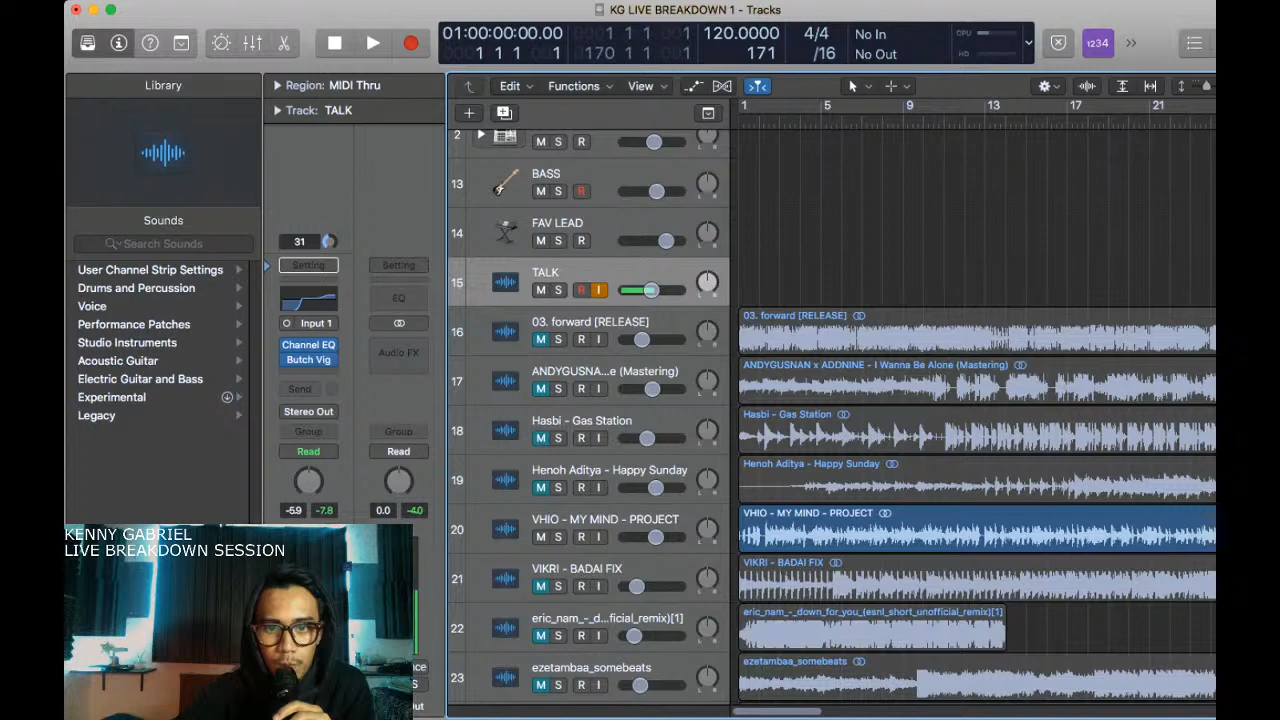 KG LIVE BREAKDOWN 1 - Tracks
01:00:00:00.00
1 1 1 1
1 1 1
170 1 1 1
120.0000
171
4/4
/16
No In
No Out
CPU
HD
1234
Library
Sounds
Search Sounds
User Channel Strip Settings
Drums and Percussion
Voice
Performance Patches
Studio Instruments
Acoustic Guitar
Electric Guitar and Bass
Experimental
Legacy
Region: MIDI Thru
Track: TALK
31
Setting
Setting
EQ
Input 1
Channel EQ
Butch Vig
Audio FX
Send
Stereo Out
Group
Group
Read
Read
-5.9
-7.8
0.0
-4.0
Edit
Functions
View
1
5
9
13
17
21
2
M S R
13
BASS
M S R
14
FAV LEAD
M S R
15
TALK
M S R I
16
03. forward [RELEASE]
M S R I
17
ANDYGUSNA...e (Mastering)
M S R I
18
Hasbi - Gas Station
M S R I
19
Henoh Aditya - Happy Sunday
M S R I
20
VHIO - MY MIND - PROJECT
M S R I
21
VIKRI - BADAI FIX
M S R I
22
eric_nam_-_d...ficial_remix)[1]
M S R I
23
ezetambaa_somebeats
M S R I
03. forward [RELEASE]
ANDYGUSNAN x ADDNINE - I Wanna Be Alone (Mastering)
Hasbi - Gas Station
Henoh Aditya - Happy Sunday
VHIO - MY MIND - PROJECT
VIKRI - BADAI FIX
eric_nam_-_down_for_you_(esnl_short_unofficial_remix)[1]
ezetambaa_somebeats
KENNY GABRIEL
LIVE BREAKDOWN SESSION